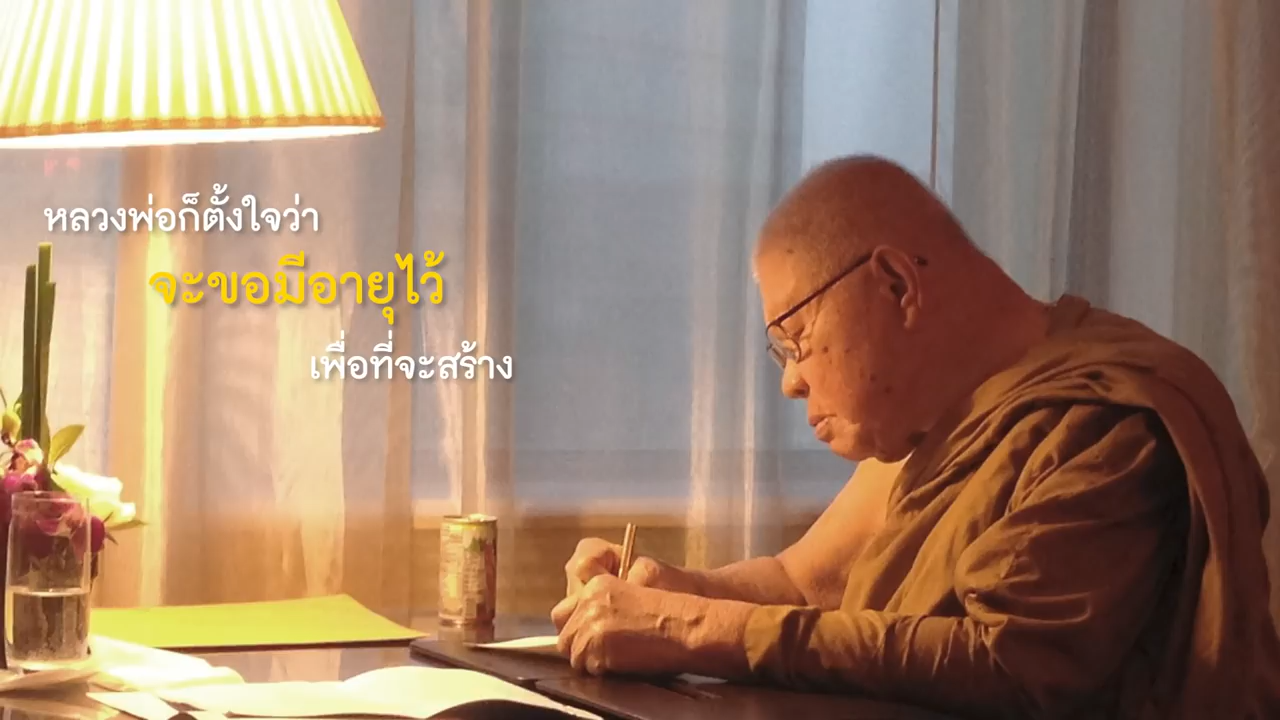 หลวงพ่อก็ตั้งใจว่า
จะขอมีอายุไว้
เพื่อที่จะสร้าง